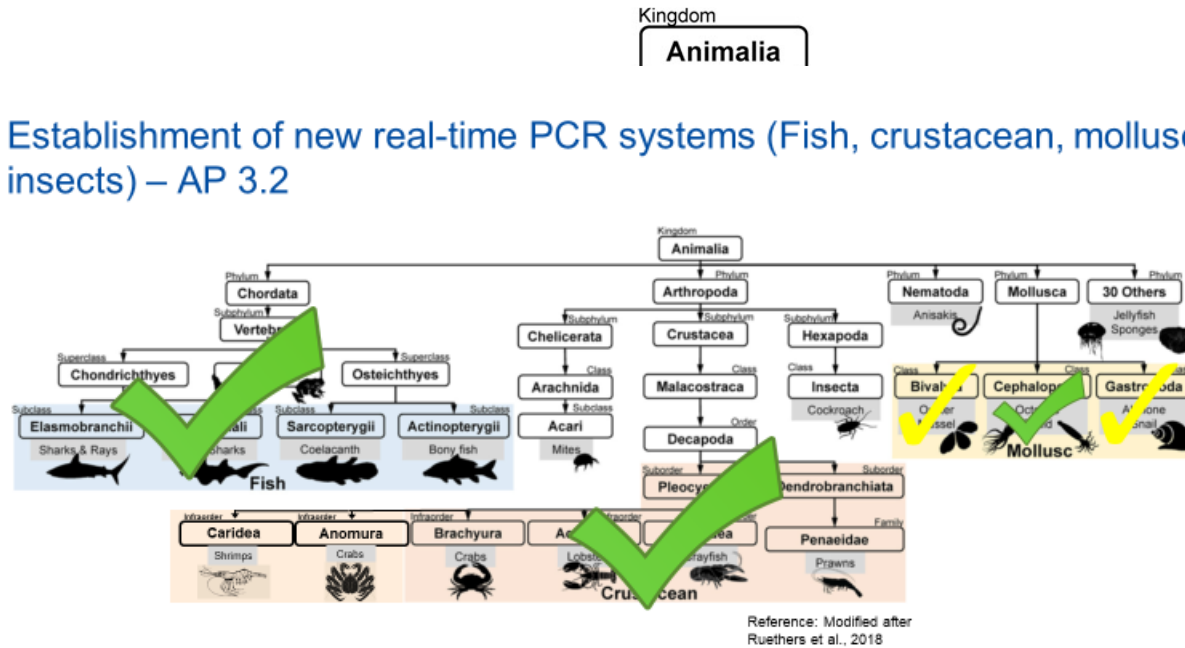 Kingdom
Animalia
Establishment of new real-time PCR systems (Fish, crustacean, mollusc
insects) – AP 3.2
Kingdom
Animalia
Phylum Phylum Phylum Phylum Phylum
Chordata Arthropoda Nematoda Mollusca 30 Others
Anisakis Jellyfish
Sponges
Subphylum Subphylum Subphylum Subphylum
Chelicerata Crustacea Hexapoda
Superclass Superclass
Chondrichthyes Osteichthyes
Class Class Class Class Class
Arachnida Malacostraca Insecta
Cockroach
Mollusc
Subclass Subclass Subclass Subclass
Elasmobranchii Sarcopterygii Actinopterygii Acari
Sharks & Rays Sharks Coelacanth Bony fish Mites
Fish
Order
Decapoda
Suborder Suborder
Dendrobranchiata
Infraorder Infraorder Infraorder Family
Caridea Anomura Brachyura Penaeidae
Shrimps Crabs Crabs Prawns
Reference: Modified after
Ruethers et al., 2018